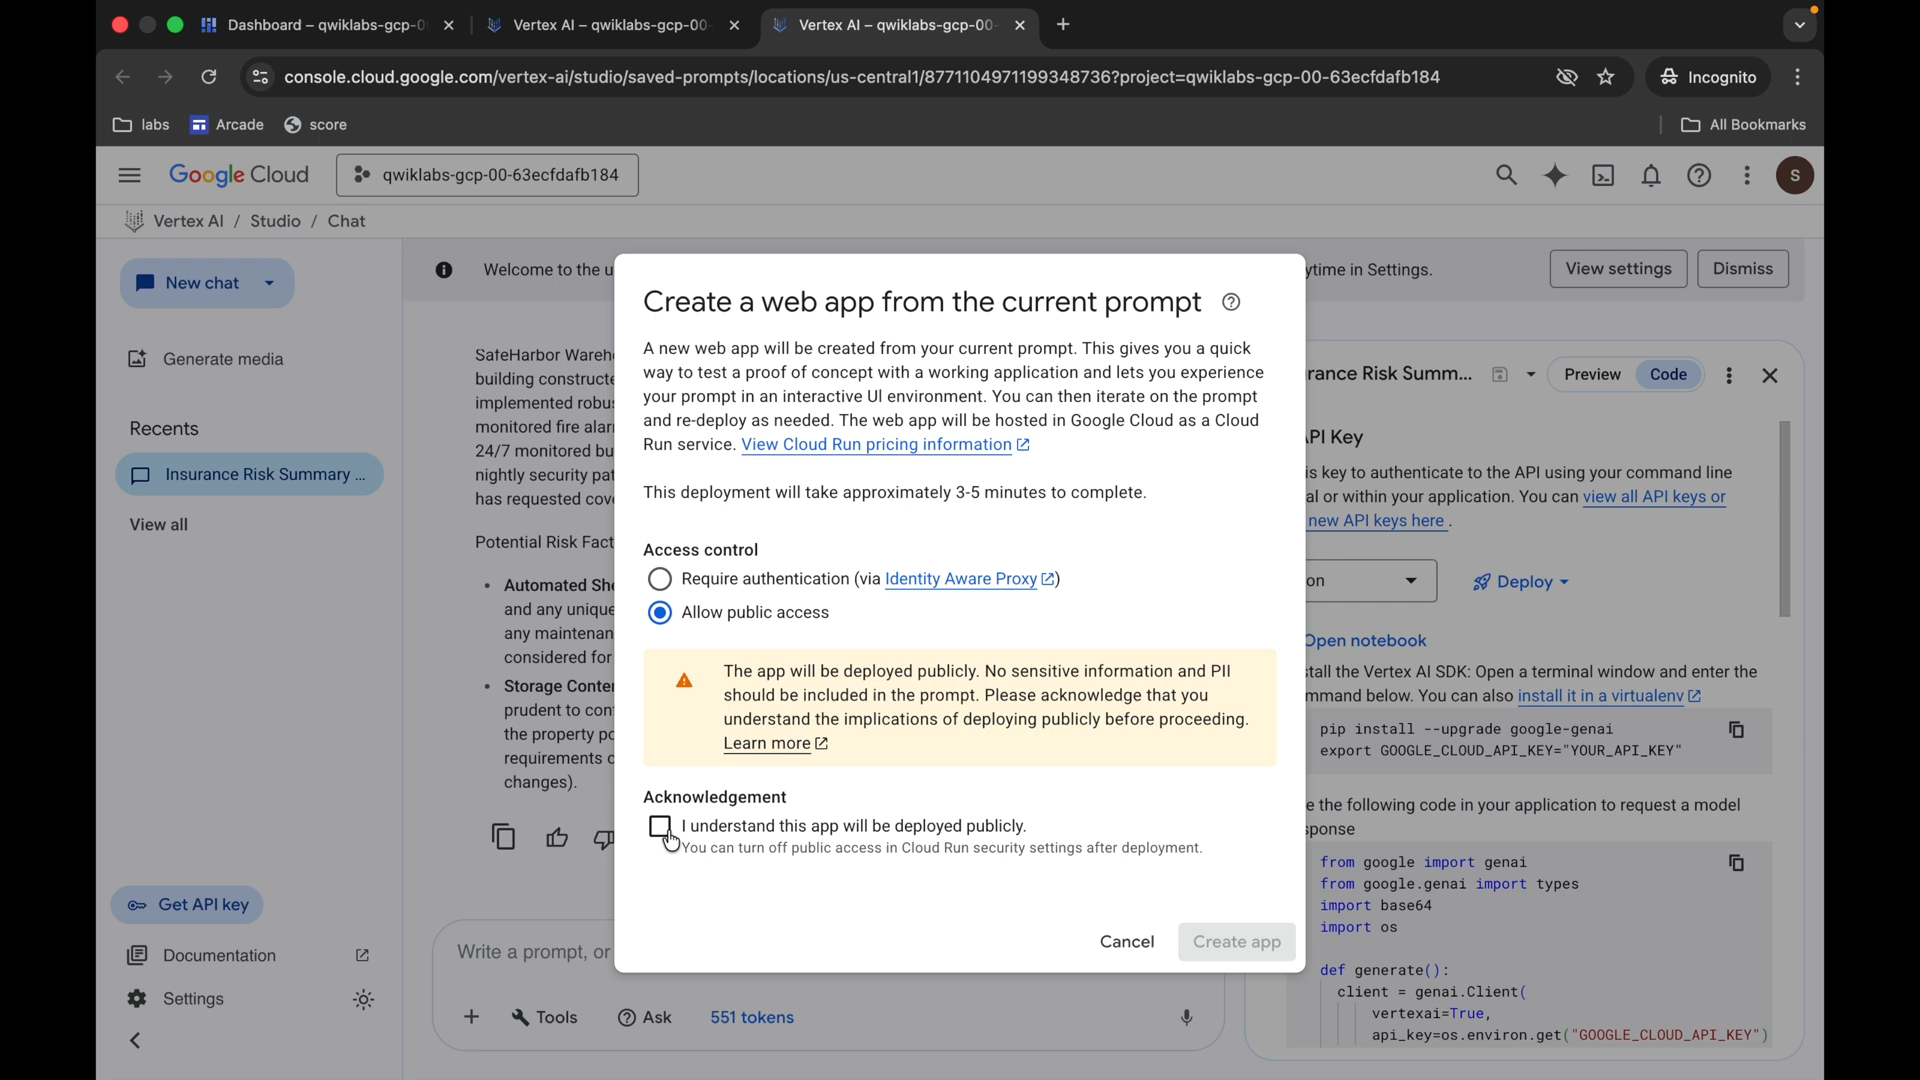 Dashboard – qwiklabs-gcp-0
Vertex AI – qwiklabs-gcp-00-
Vertex AI – qwiklabs-gcp-00-
console.cloud.google.com/vertex-ai/studio/saved-prompts/locations/us-central1/8771104971199348736?project=qwiklabs-gcp-00-63ecfdafb184
Incognito
labs
Arcade
score
All Bookmarks
Google Cloud
qwiklabs-gcp-00-63ecfdafb184
S
Vertex AI / Studio / Chat
New chat
Generate media
Recents
Insurance Risk Summary ...
View all
Get API key
Documentation
Settings
Welcome to the u
ytime in Settings.
View settings
Dismiss
SafeHarbor Wareh
building constructe
implemented robus
monitored fire alar
24/7 monitored bu
nightly security pat
has requested cov
Potential Risk Fact
• Automated She
and any unique
any maintenan
considered for
• Storage Conte
prudent to con
the property po
requirements o
changes).
Write a prompt, or
Tools
Ask
551 tokens
Create a web app from the current prompt
A new web app will be created from your current prompt. This gives you a quick
way to test a proof of concept with a working application and lets you experience
your prompt in an interactive UI environment. You can then iterate on the prompt
and re-deploy as needed. The web app will be hosted in Google Cloud as a Cloud
Run service. View Cloud Run pricing information
This deployment will take approximately 3-5 minutes to complete.
Access control
Require authentication (via Identity Aware Proxy)
Allow public access
The app will be deployed publicly. No sensitive information and PII
should be included in the prompt. Please acknowledge that you
understand the implications of deploying publicly before proceeding.
Learn more
Acknowledgement
I understand this app will be deployed publicly.
You can turn off public access in Cloud Run security settings after deployment.
Cancel
Create app
rance Risk Summ...
Preview
Code
API Key
is key to authenticate to the API using your command line
al or within your application. You can view all API keys or
new API keys here .
on
Deploy
Open notebook
stall the Vertex AI SDK: Open a terminal window and enter the
mmand below. You can also install it in a virtualenv
pip install --upgrade google-genai
export GOOGLE_CLOUD_API_KEY="YOUR_API_KEY"
e the following code in your application to request a model
sponse
from google import genai
from google.genai import types
import base64
import os
def generate():
client = genai.Client(
vertexai=True,
api_key=os.environ.get("GOOGLE_CLOUD_API_KEY")